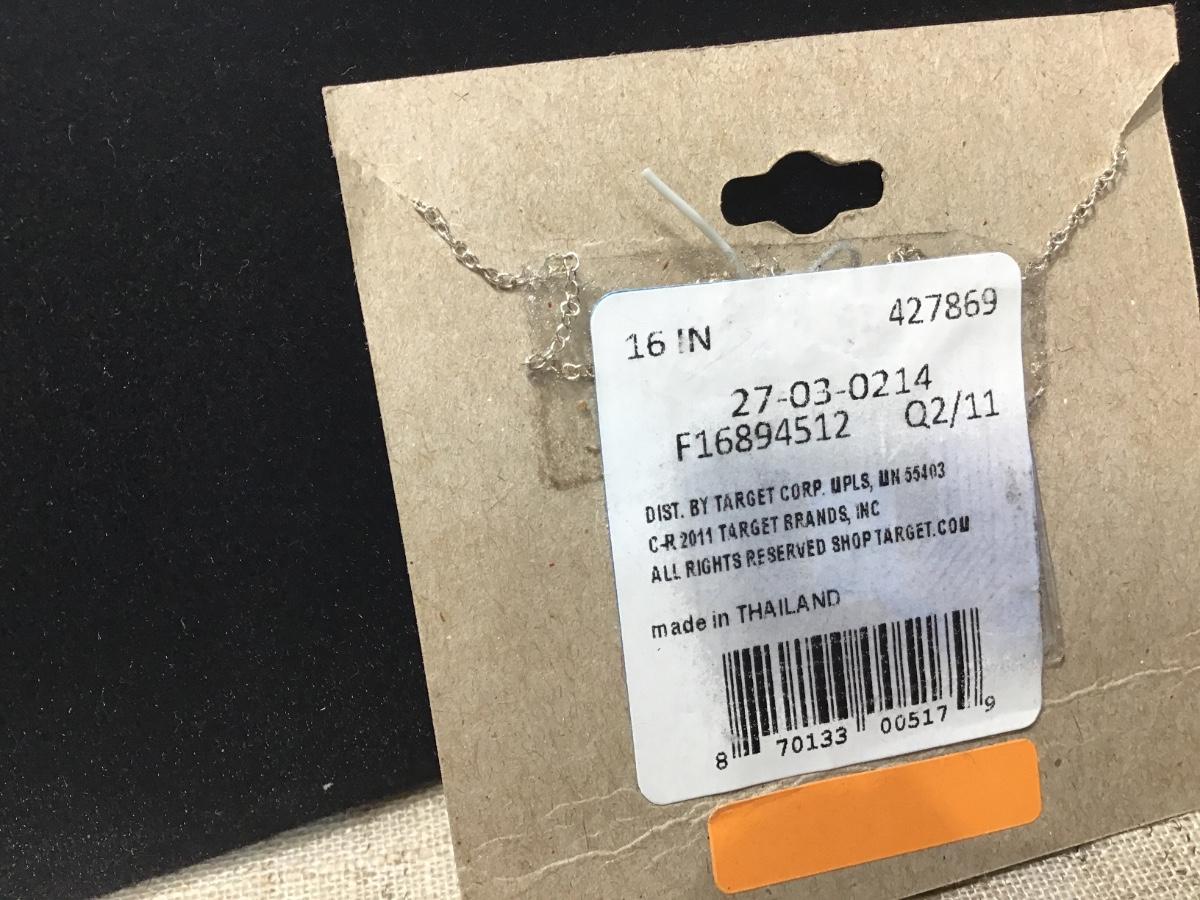 16 IN 427869
27-03-0214
F16894512 Q2/11
DIST. BY TARGET CORP. MPLS, MN 55403
C-R 2011 TARGET BRANDS, INC
ALL RIGHTS RESERVED SHOP TARGET.COM
made in THAILAND
8 70133 00517 9